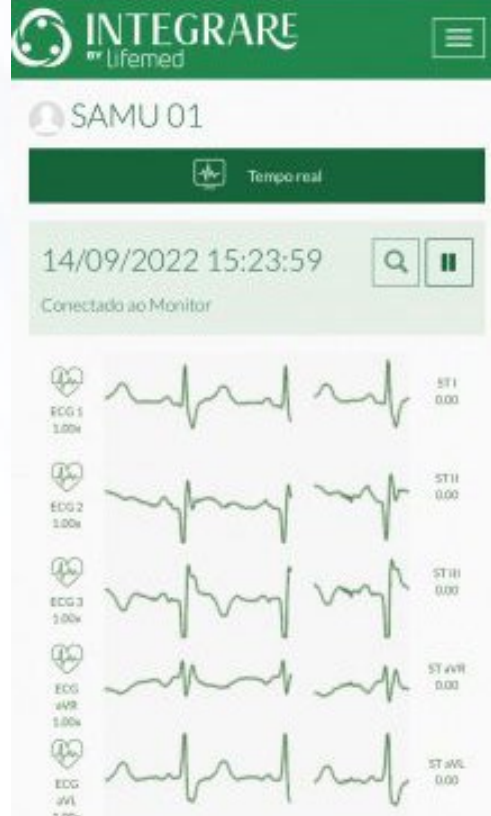 INTEGRARE
BY lifemed
SAMU 01
Tempo real
14/09/2022 15:23:59
Conectado ao Monitor
ECG 1
1.00x
ST I
0.00
ECG 2
1.00x
ST II
0.00
ECG 3
1.00x
ST III
0.00
ECG
aVR
1.00x
ST aVR
0.00
ECG
aVL
1.00x
ST aVL
0.00